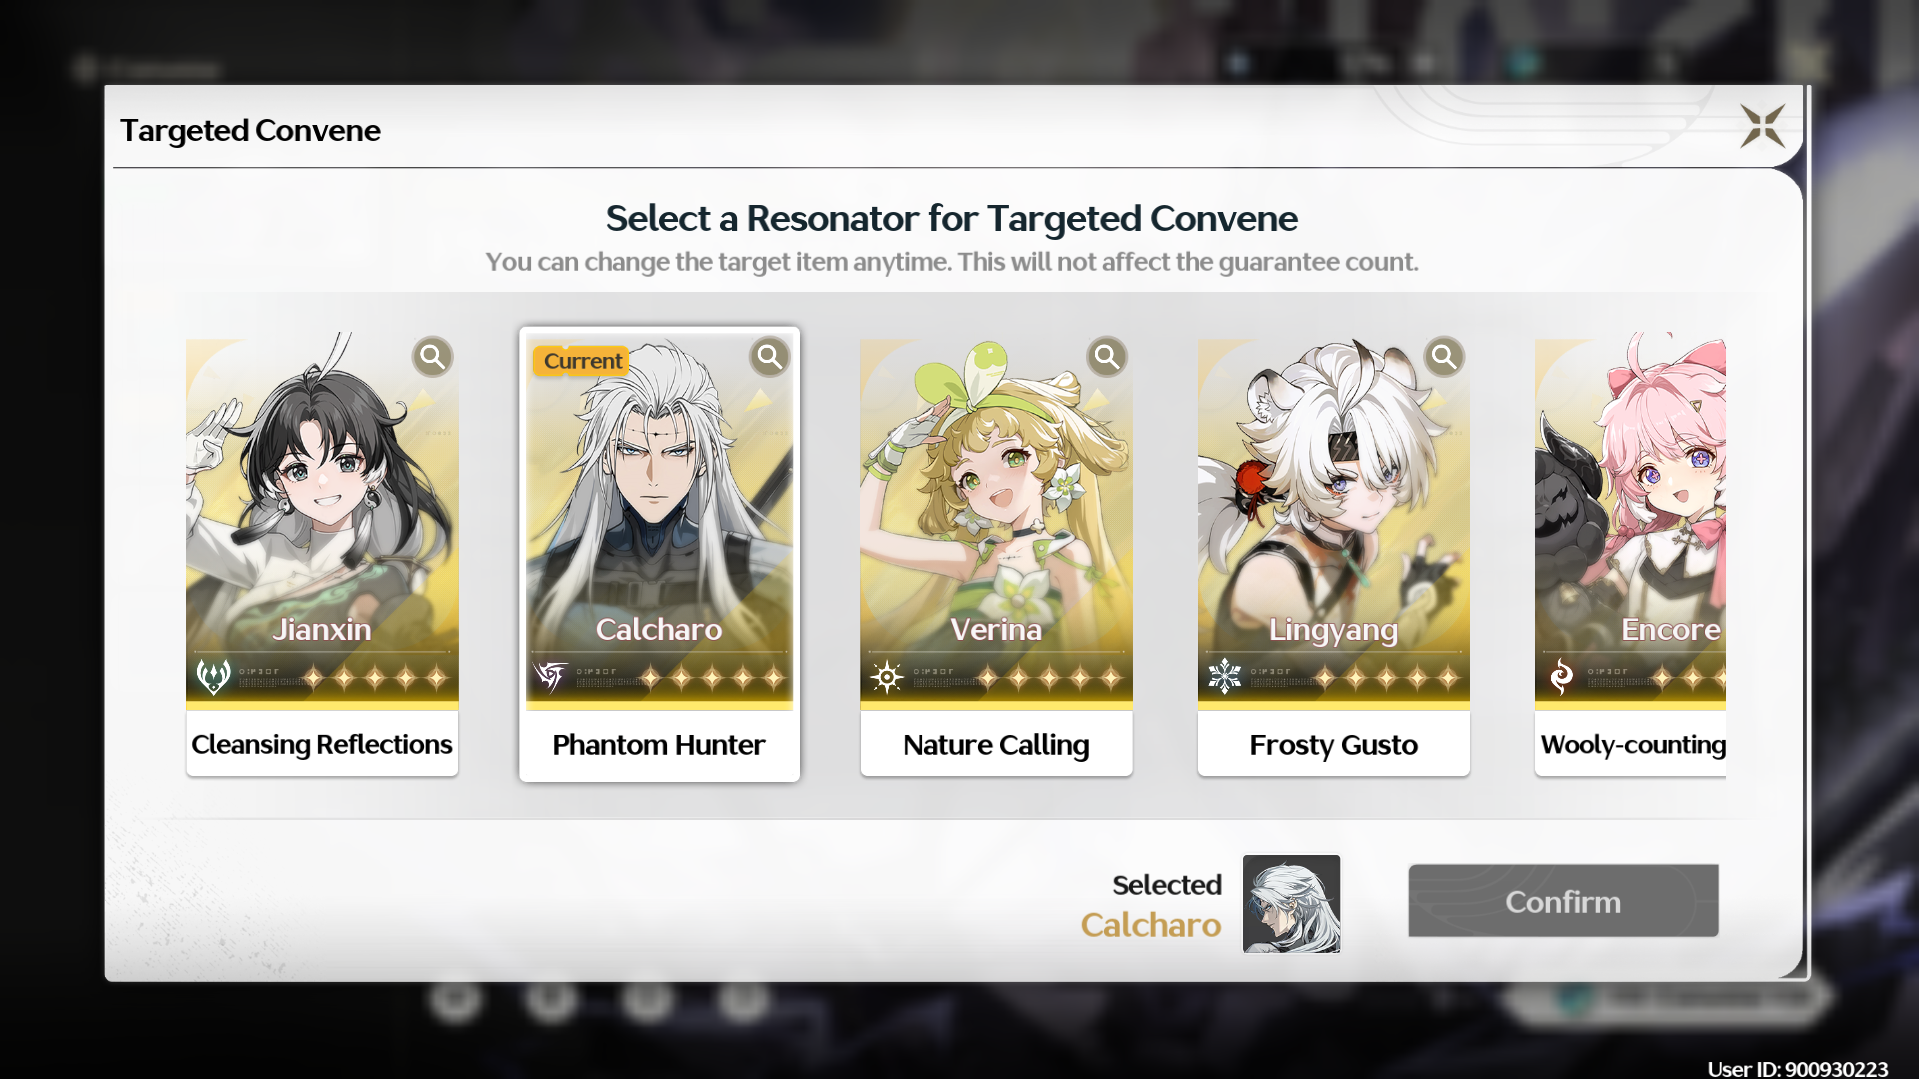 Targeted Convene
Select a Resonator for Targeted Convene
You can change the target item anytime. This will not affect the guarantee count.
Current
Jianxin
Calcharo
Verina
Lingyang
Encore
Cleansing Reflections
Phantom Hunter
Nature Calling
Frosty Gusto
Wooly-counting
Selected
Calcharo
Confirm
User ID: 900930223